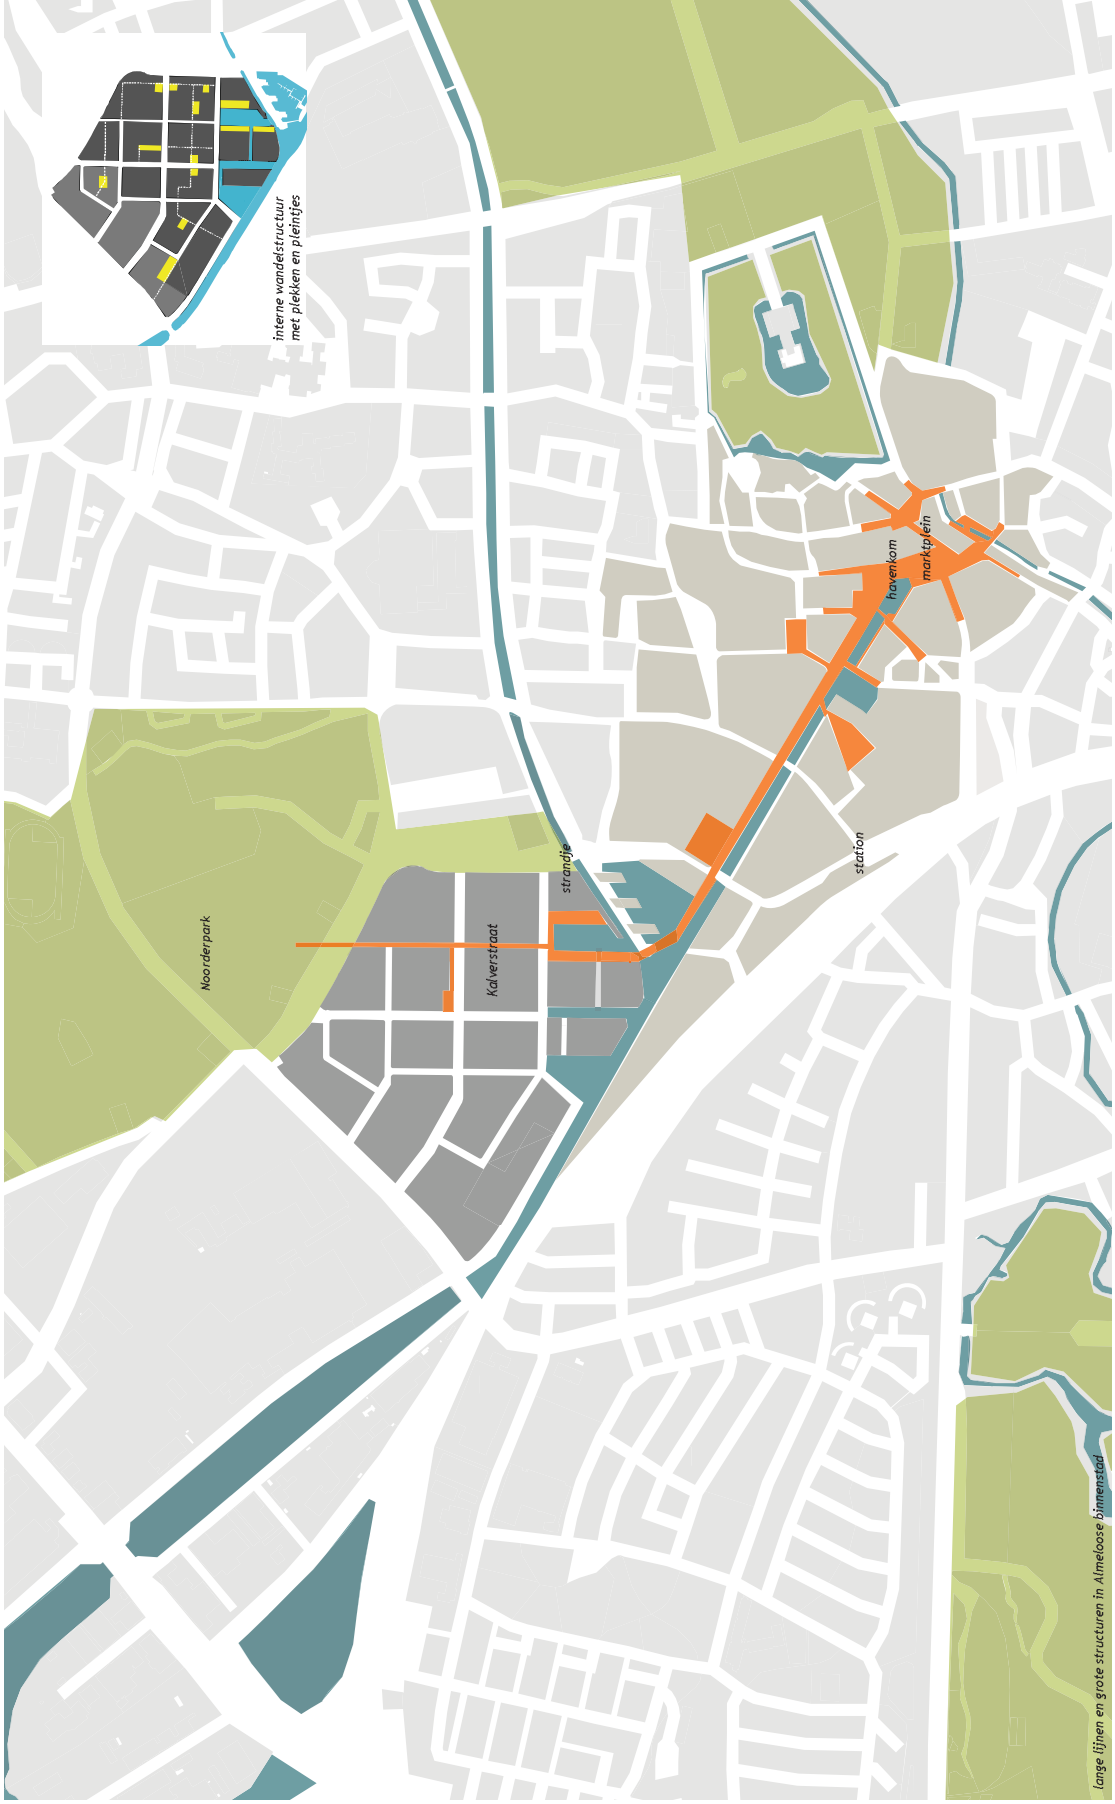 interne wandelstructuur
met plekken en pleintjes
Noorderpark
Kalverstraat
strandje
station
havenkom
marktplein
lange lijnen en grote structuren in Almeloose binnenstad